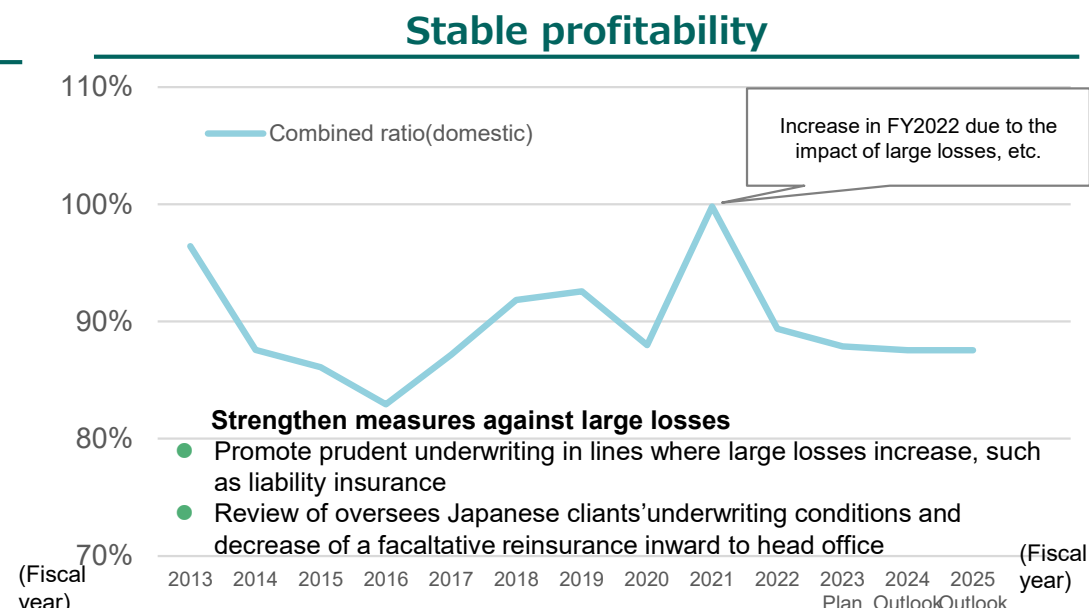 Stable profitability
110%
Combined ratio(domestic)
Increase in FY2022 due to the
impact of large losses, etc.
100%
90%
80%
Strengthen measures against large losses
Promote prudent underwriting in lines where large losses increase, such
as liability insurance
Review of oversees Japanese cliants'underwriting conditions and
decrease of a facaltative reinsurance inward to head office
70%
(Fiscal
year)
2013 2014 2015 2016 2017 2018 2019 2020 2021 2022 2023 2024 2025
Plan Outlook Outlook
(Fiscal
year)